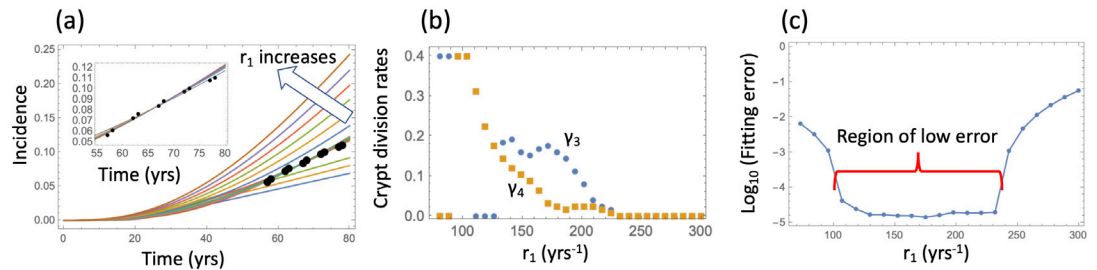 (a)
r₁ increases
Incidence
0.25
0.20
0.15
0.10
0.05
0.00
0.12
0.11
0.10
0.09
0.08
0.07
0.06
0.05
55 60 65 70 75 80
Time (yrs)
0 20 40 60 80
Time (yrs)
(b)
Crypt division rates
0.4
0.3
0.2
0.1
0.0
γ₃
γ₄
100 150 200 250 300
r₁ (yrs⁻¹)
(c)
Log₁₀ (Fitting error)
0
-1
-2
-3
-4
-5
Region of low error
100 150 200 250 300
r₁ (yrs⁻¹)